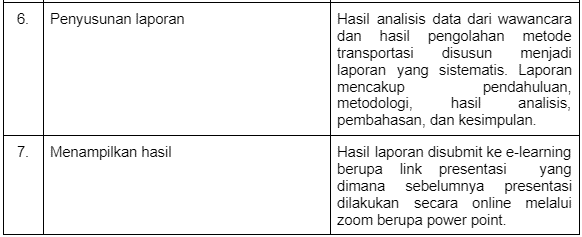 6. Penyusunan laporan Hasil analisis data dari wawancara
dan hasil pengolahan metode
transportasi disusun menjadi
laporan yang sistematis. Laporan
mencakup pendahuluan,
metodologi, hasil analisis,
pembahasan, dan kesimpulan.
7. Menampilkan hasil Hasil laporan disubmit ke e-learning
berupa link presentasi yang
dimana sebelumnya presentasi
dilakukan secara online melalui
zoom berupa power point.